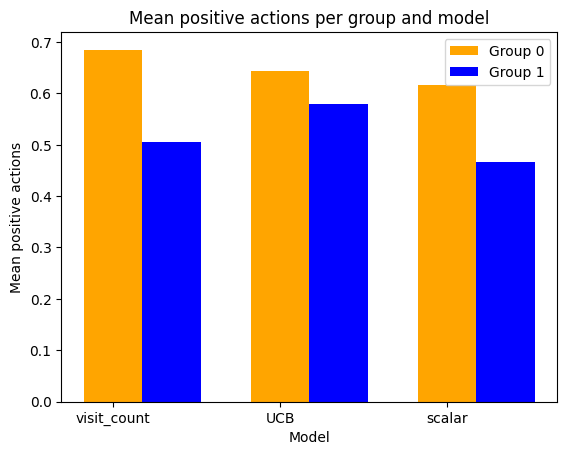 Mean positive actions per group and model
Group 0
Group 1
Mean positive actions
0.7
0.6
0.5
0.4
0.3
0.2
0.1
0.0
visit_count
UCB
scalar
Model